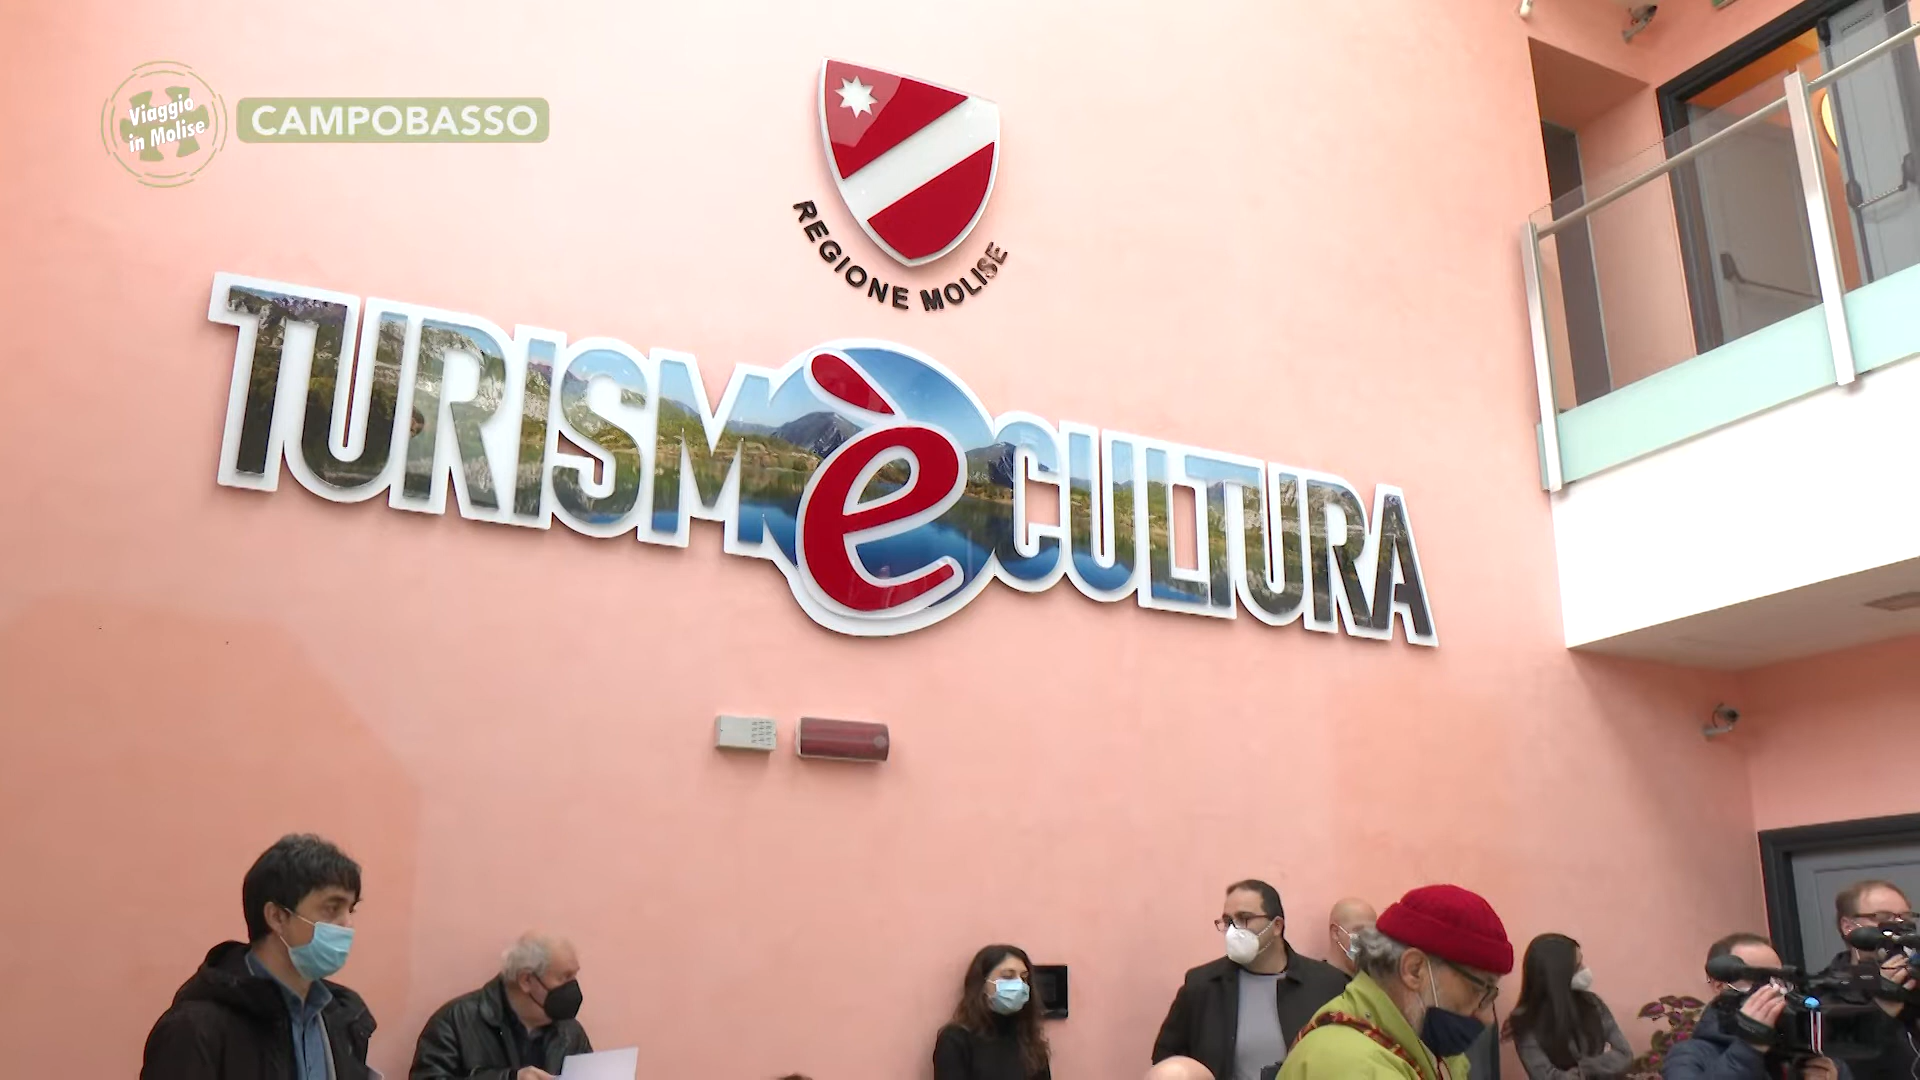 Viaggio
in Molise
CAMPOBASSO
REGIONE MOLISE
TURISMèCULTURA